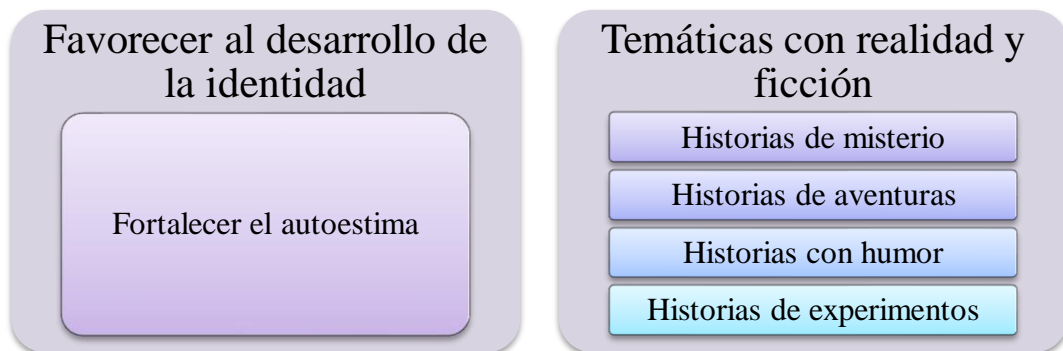 Favorecer al desarrollo de
la identidad
Fortalecer el autoestima
Temáticas con realidad y
ficción
Historias de misterio
Historias de aventuras
Historias con humor
Historias de experimentos